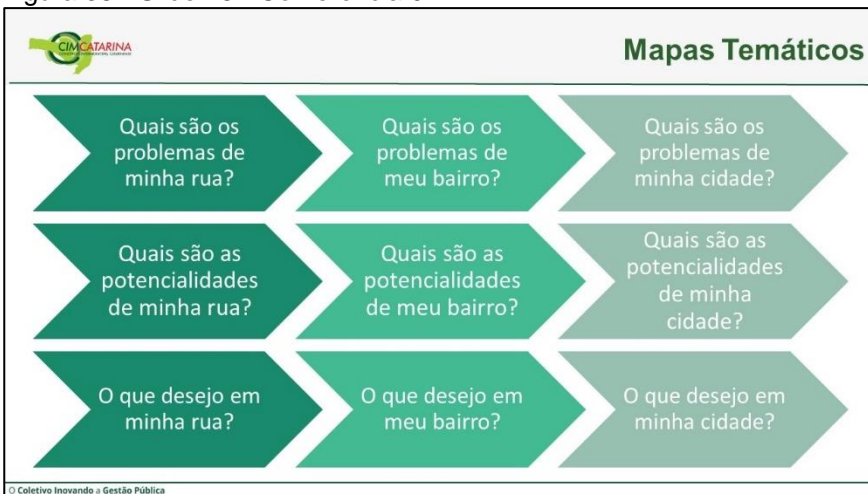 CIMCATARINA
Mapas Temáticos
Quais são os
problemas de
minha rua?
Quais são os
problemas de
meu bairro?
Quais são os
problemas de
minha cidade?
Quais são as
potencialidades
de minha rua?
Quais são as
potencialidades
de meu bairro?
Quais são as
potencialidades
de minha
cidade?
O que desejo em
minha rua?
O que desejo em
meu bairro?
O que desejo em
minha cidade?
O Coletivo Inovando a Gestão Pública